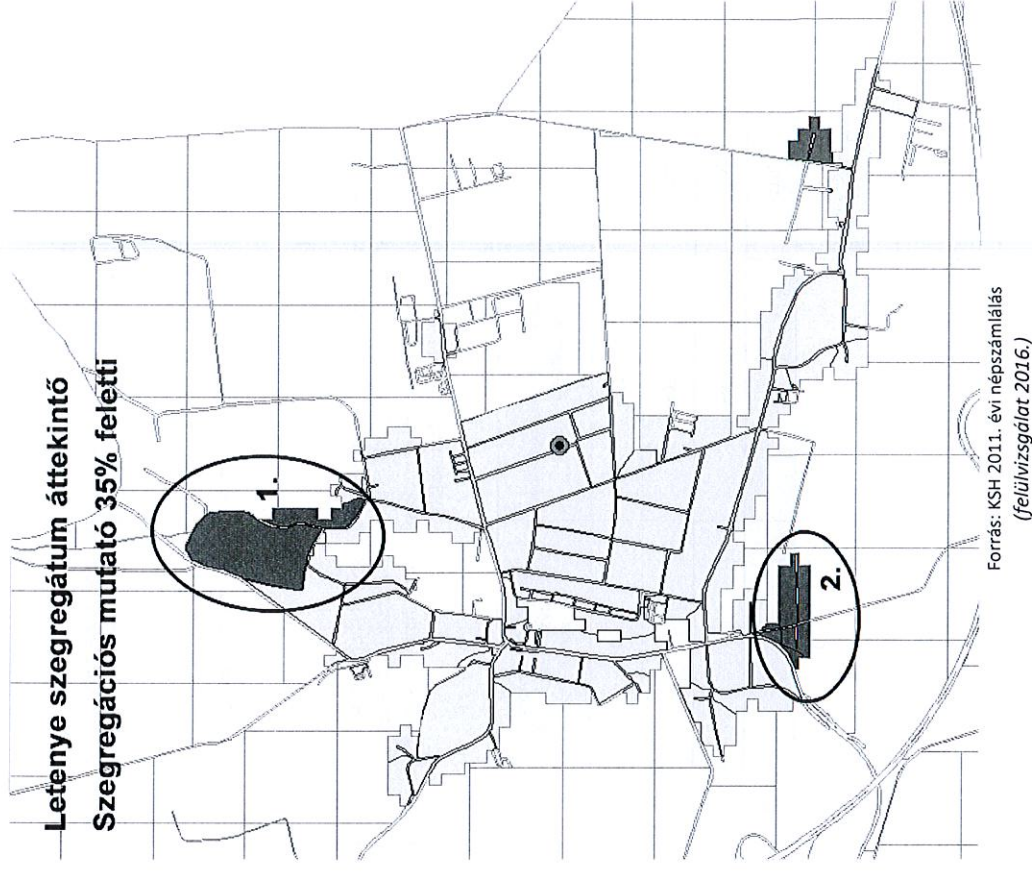 Letenye szegregátum áttekintő
Szegregációs mutató 35% feletti
1.
2.
Forrás: KSH 2011. évi népszámlálás
(felülvizsgálat 2016.)